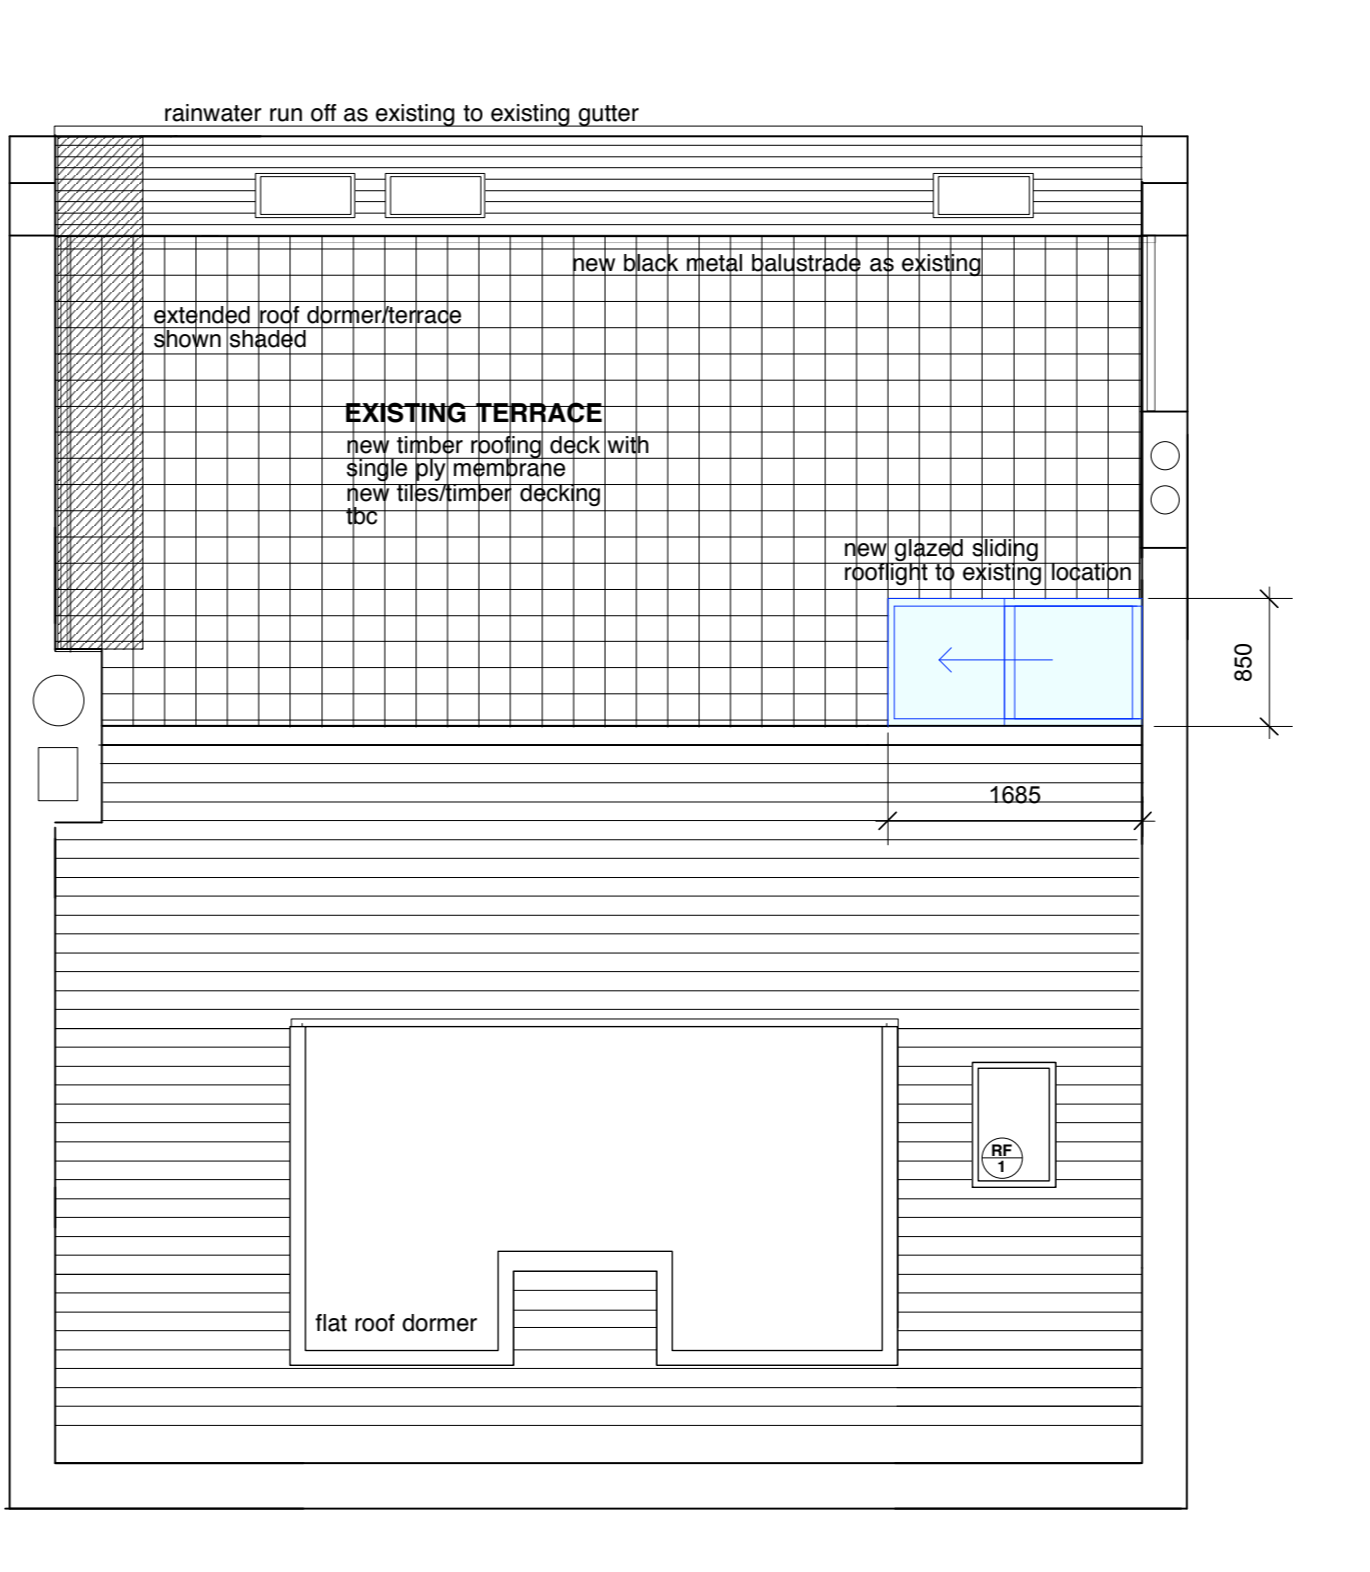 rainwater run off as existing to existing gutter
new black metal balustrade as existing
extended roof dormer/terrace
shown shaded
EXISTING TERRACE
new timber roofing deck with
single ply membrane
new tiles/timber decking
tbc
new glazed sliding
rooflight to existing location
850
1685
RF
1
flat roof dormer